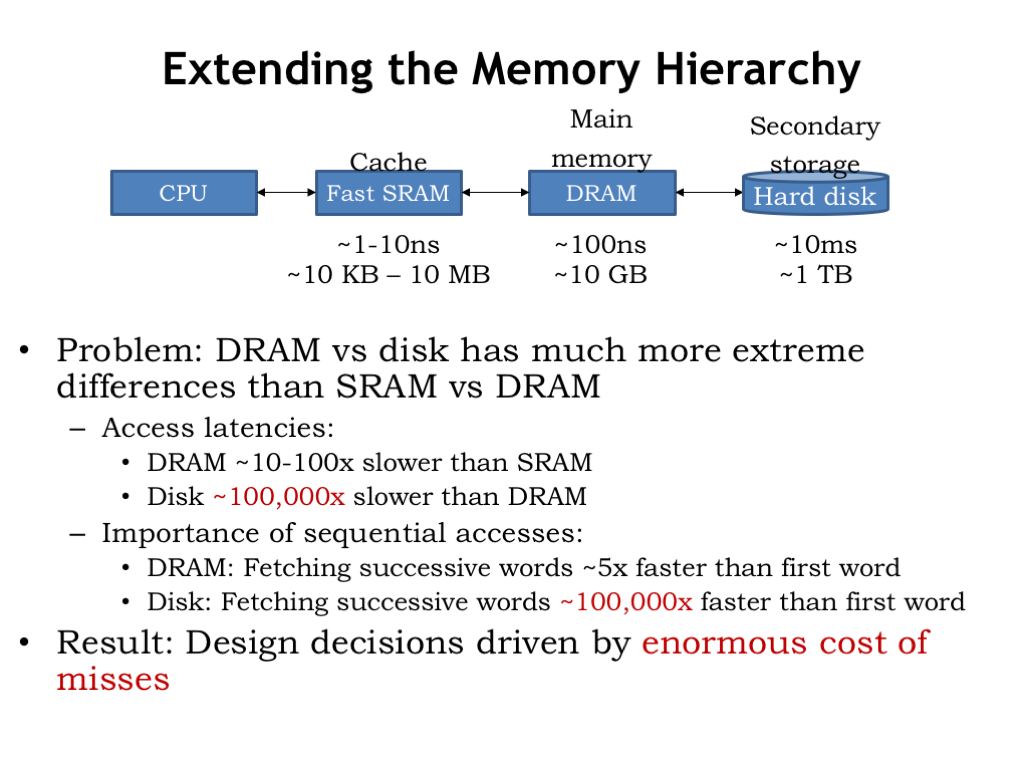 Extending the Memory Hierarchy
Main
memory
Secondary
storage
Cache
CPU
Fast SRAM
DRAM
Hard disk
~1-10ns
~10 KB – 10 MB
~100ns
~10 GB
~10ms
~1 TB
• Problem: DRAM vs disk has much more extreme
differences than SRAM vs DRAM
– Access latencies:
• DRAM ~10-100x slower than SRAM
• Disk ~100,000x slower than DRAM
– Importance of sequential accesses:
• DRAM: Fetching successive words ~5x faster than first word
• Disk: Fetching successive words ~100,000x faster than first word
• Result: Design decisions driven by enormous cost of
misses